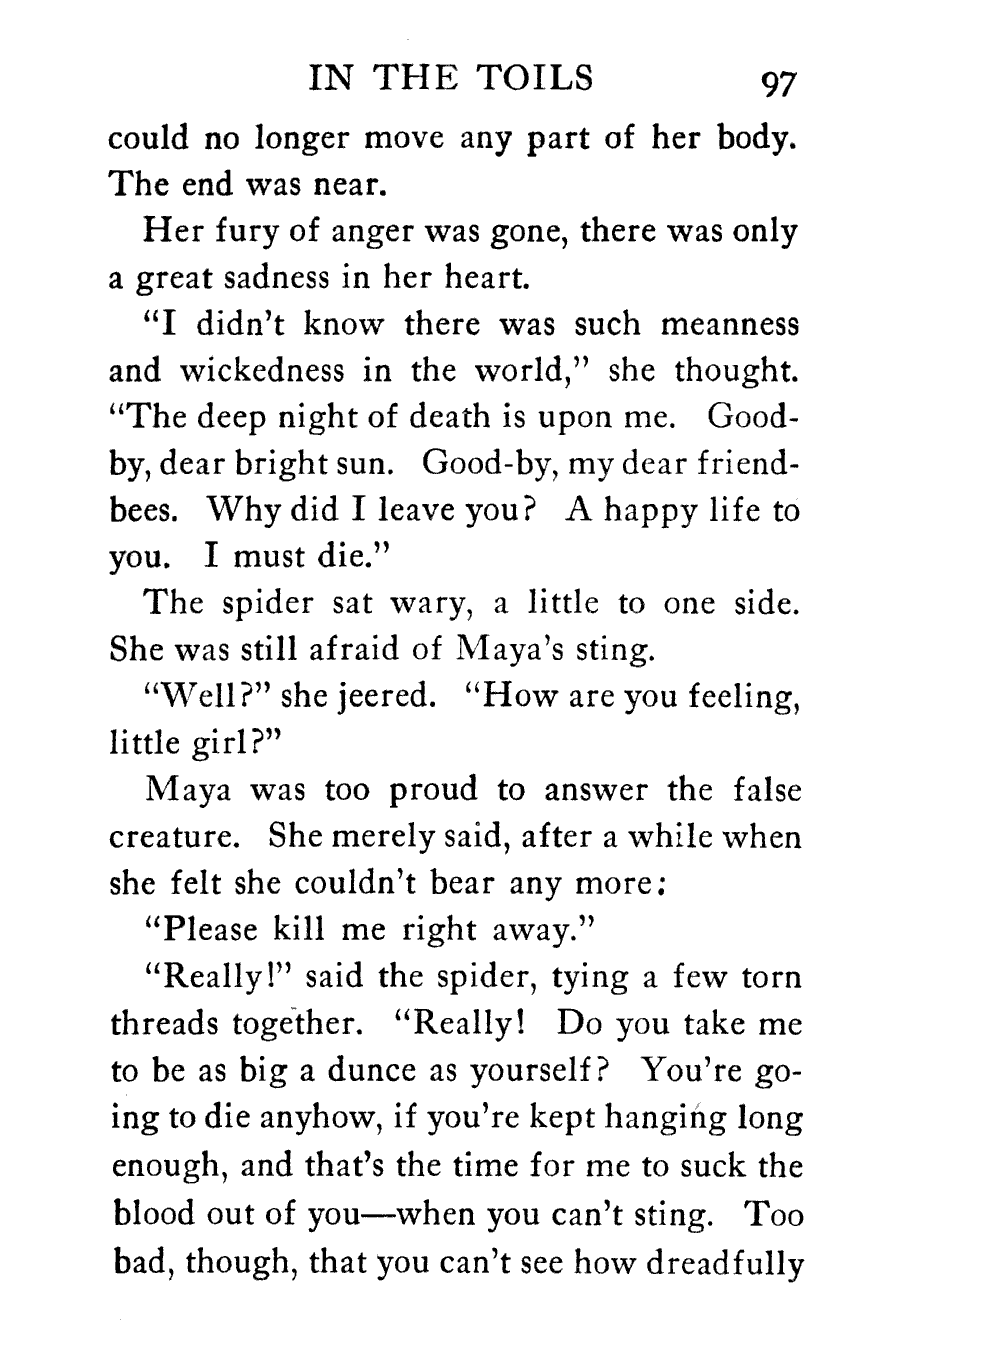 IN THE TOILS 97
could no longer move any part of her body.
The end was near.
Her fury of anger was gone, there was only
a great sadness in her heart.
“I didn’t know there was such meanness
and wickedness in the world,” she thought.
“The deep night of death is upon me. Good-
by, dear bright sun. Good-by, my dear friend-
bees. Why did I leave you? A happy life to
you. I must die.”
The spider sat wary, a little to one side.
She was still afraid of Maya’s sting.
“Well?” she jeered. “How are you feeling,
little girl?”
Maya was too proud to answer the false
creature. She merely said, after a while when
she felt she couldn’t bear any more:
“Please kill me right away.”
“Really!” said the spider, tying a few torn
threads together. “Really! Do you take me
to be as big a dunce as yourself? You’re go-
ing to die anyhow, if you’re kept hanging long
enough, and that’s the time for me to suck the
blood out of you—when you can’t sting. Too
bad, though, that you can’t see how dreadfully